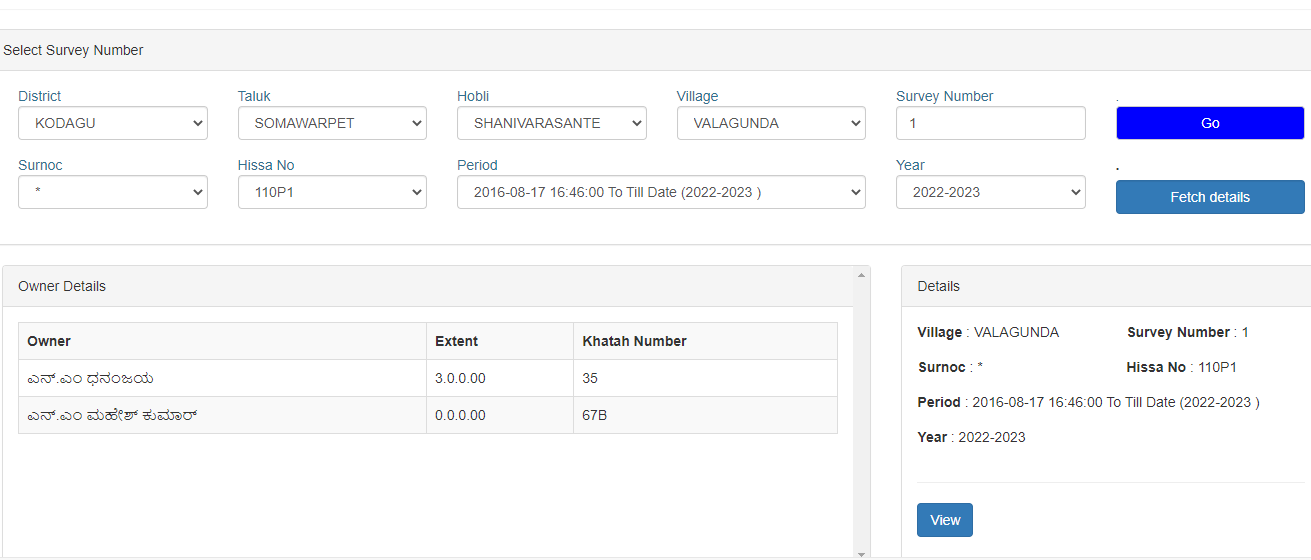 Select Survey Number
District Taluk Hobli Village Survey Number .
KODAGU SOMAWARPET SHANIVARASANTE VALAGUNDA 1 Go
Surnoc Hissa No Period Year .
* 110P1 2016-08-17 16:46:00 To Till Date (2022-2023 ) 2022-2023 Fetch details
Owner Details
Owner Extent Khatah Number
ಎನ್.ಎಂ ಧನಂಜಯ 3.0.0.00 35
ಎನ್.ಎಂ ಮಹೇಶ್ ಕುಮಾರ್ 0.0.0.00 67B
Details
Village : VALAGUNDA Survey Number : 1
Surnoc : * Hissa No : 110P1
Period : 2016-08-17 16:46:00 To Till Date (2022-2023 )
Year : 2022-2023
View